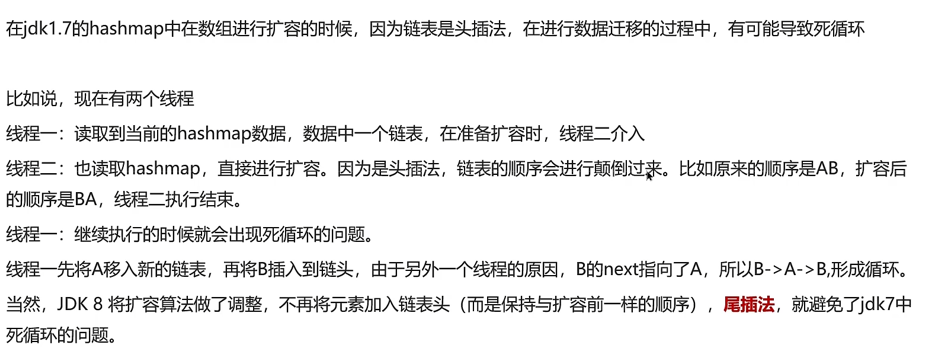 在jdk1.7的hashmap中在数组进行扩容的时候，因为链表是头插法，在进行数据迁移的过程中，有可能导致死循环
比如说，现在有两个线程
线程一：读取到当前的hashmap数据，数据中一个链表，在准备扩容时，线程二介入
线程二：也读取hashmap，直接进行扩容。因为是头插法，链表的顺序会进行颠倒过来。比如原来的顺序是AB，扩容后
的顺序是BA，线程二执行结束。
线程一：继续执行的时候就会出现死循环的问题。
线程一先将A移入新的链表，再将B插入到链头，由于另外一个线程的原因，B的next指向了A，所以B->A->B,形成循环。
当然，JDK 8 将扩容算法做了调整，不再将元素加入链表头（而是保持与扩容前一样的顺序），尾插法，就避免了jdk7中
死循环的问题。